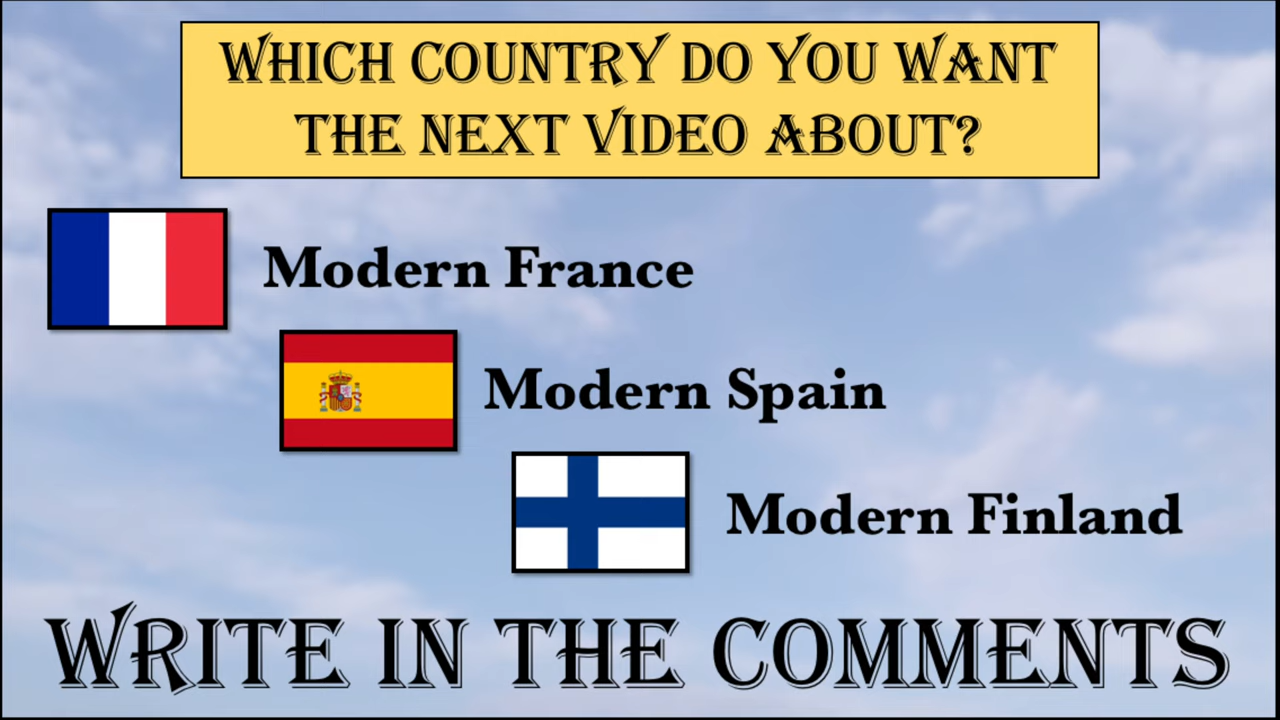 WHICH COUNTRY DO YOU WANT
THE NEXT VIDEO ABOUT?
Modern France
Modern Spain
Modern Finland
WRITE IN THE COMMENTS